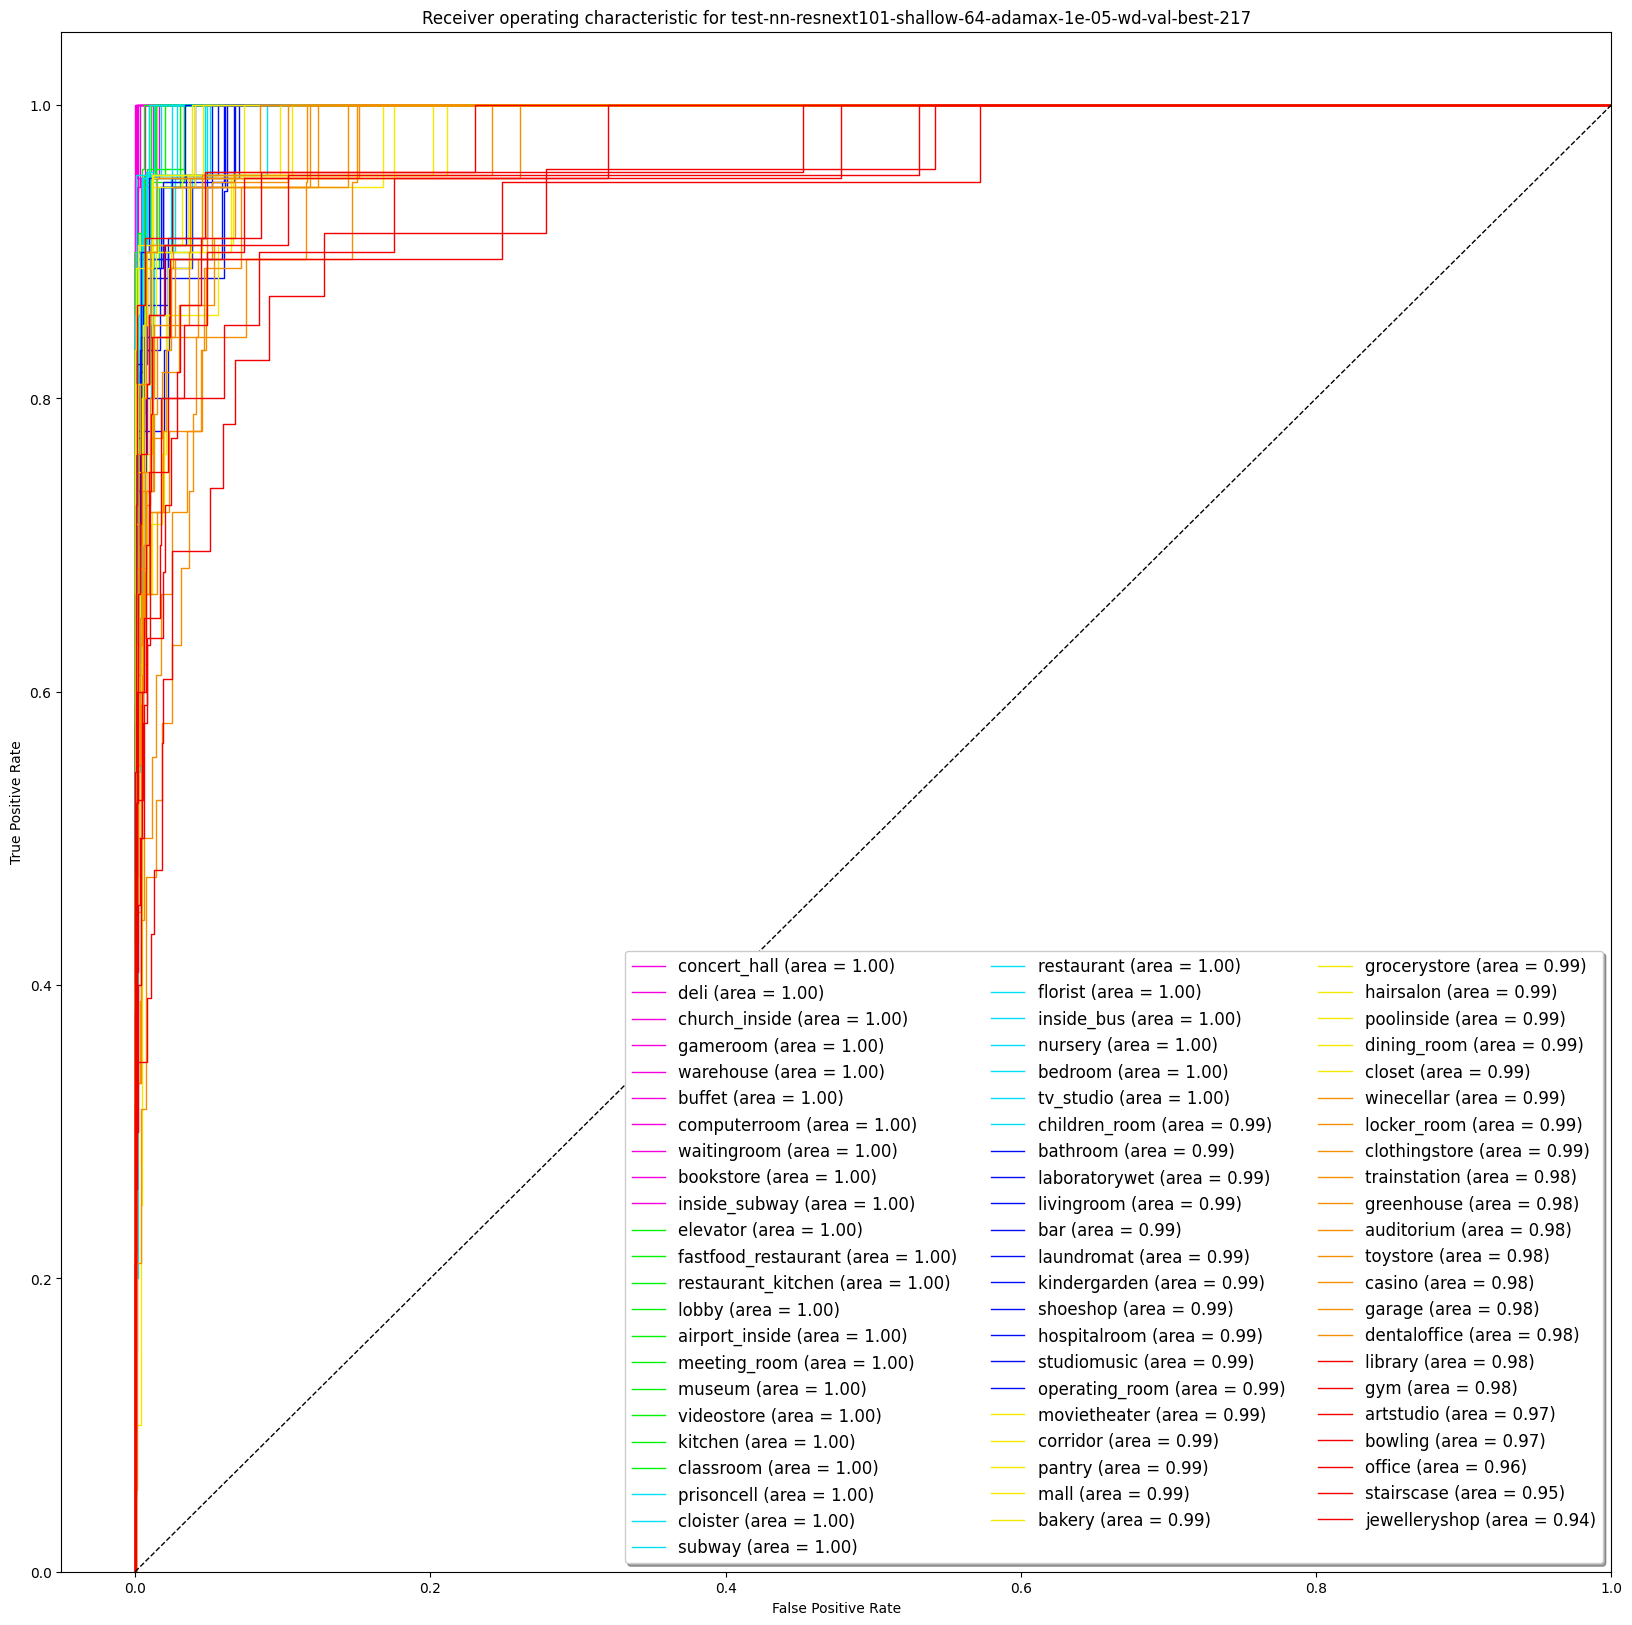 Receiver operating characteristic for test-nn-resnext101-shallow-64-adamax-1e-05-wd-val-best-217
True Positive Rate
1.0
0.8
0.6
0.4
0.2
0.0
concert_hall (area = 1.00)
deli (area = 1.00)
church_inside (area = 1.00)
gameroom (area = 1.00)
warehouse (area = 1.00)
buffet (area = 1.00)
computerroom (area = 1.00)
waitingroom (area = 1.00)
bookstore (area = 1.00)
inside_subway (area = 1.00)
elevator (area = 1.00)
fastfood_restaurant (area = 1.00)
restaurant_kitchen (area = 1.00)
lobby (area = 1.00)
airport_inside (area = 1.00)
meeting_room (area = 1.00)
museum (area = 1.00)
videostore (area = 1.00)
kitchen (area = 1.00)
classroom (area = 1.00)
prisoncell (area = 1.00)
cloister (area = 1.00)
subway (area = 1.00)
restaurant (area = 1.00)
florist (area = 1.00)
inside_bus (area = 1.00)
nursery (area = 1.00)
bedroom (area = 1.00)
tv_studio (area = 1.00)
children_room (area = 0.99)
bathroom (area = 0.99)
laboratorywet (area = 0.99)
livingroom (area = 0.99)
bar (area = 0.99)
laundromat (area = 0.99)
kindergarden (area = 0.99)
shoeshop (area = 0.99)
hospitalroom (area = 0.99)
studiomusic (area = 0.99)
operating_room (area = 0.99)
movietheater (area = 0.99)
corridor (area = 0.99)
pantry (area = 0.99)
mall (area = 0.99)
bakery (area = 0.99)
grocerystore (area = 0.99)
hairsalon (area = 0.99)
poolinside (area = 0.99)
dining_room (area = 0.99)
closet (area = 0.99)
winecellar (area = 0.99)
locker_room (area = 0.99)
clothingstore (area = 0.99)
trainstation (area = 0.98)
greenhouse (area = 0.98)
auditorium (area = 0.98)
toystore (area = 0.98)
casino (area = 0.98)
garage (area = 0.98)
dentaloffice (area = 0.98)
library (area = 0.98)
gym (area = 0.98)
artstudio (area = 0.97)
bowling (area = 0.97)
office (area = 0.96)
stairscase (area = 0.95)
jewelleryshop (area = 0.94)
0.0 0.2 0.4 0.6 0.8 1.0
False Positive Rate